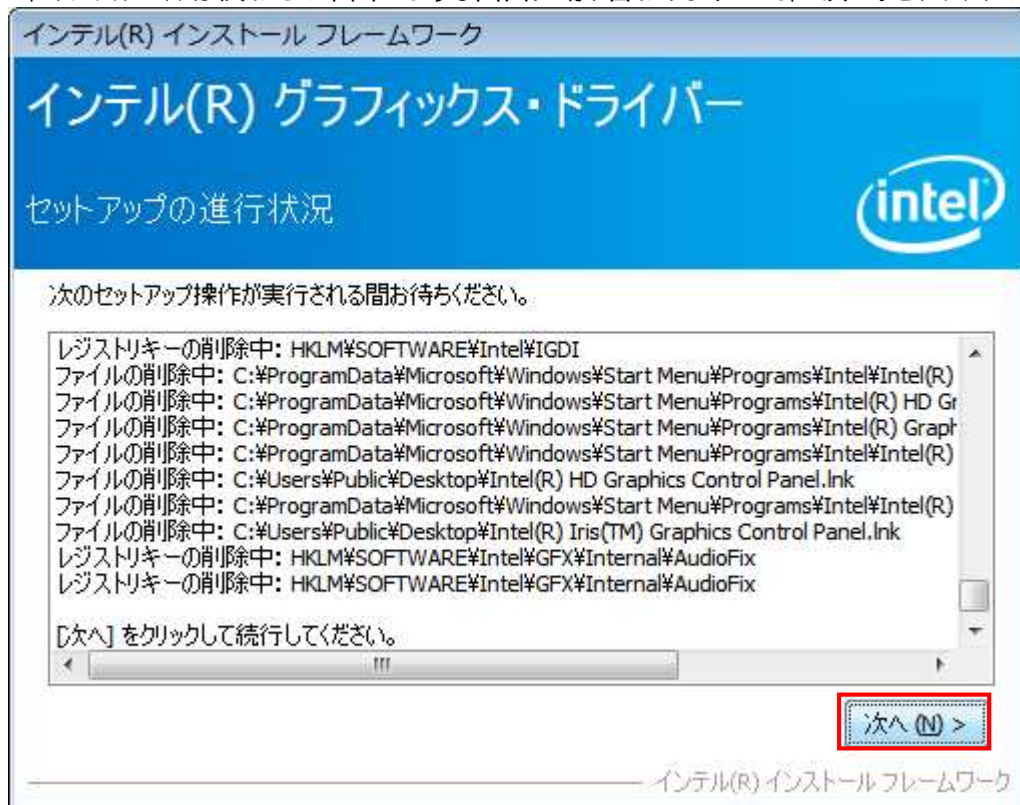 インテル(R) インストール フレームワーク
インテル(R) グラフィックス・ドライバー
セットアップの進行状況
intel
次のセットアップ操作が実行される間お待ちください。
レジストリキーの削除中: HKLM¥SOFTWARE¥Intel¥IGDI
ファイルの削除中: C:¥ProgramData¥Microsoft¥Windows¥Start Menu¥Programs¥Intel¥Intel(R)
ファイルの削除中: C:¥ProgramData¥Microsoft¥Windows¥Start Menu¥Programs¥Intel(R) HD Gr
ファイルの削除中: C:¥ProgramData¥Microsoft¥Windows¥Start Menu¥Programs¥Intel(R) Graph
ファイルの削除中: C:¥ProgramData¥Microsoft¥Windows¥Start Menu¥Programs¥Intel¥Intel(R)
ファイルの削除中: C:¥Users¥Public¥Desktop¥Intel(R) HD Graphics Control Panel.lnk
ファイルの削除中: C:¥ProgramData¥Microsoft¥Windows¥Start Menu¥Programs¥Intel¥Intel(R)
ファイルの削除中: C:¥Users¥Public¥Desktop¥Intel(R) Iris(TM) Graphics Control Panel.lnk
レジストリキーの削除中: HKLM¥SOFTWARE¥Intel¥GFX¥Internal¥AudioFix
レジストリキーの削除中: HKLM¥SOFTWARE¥Intel¥GFX¥Internal¥AudioFix
[次へ] をクリックして続行してください。
次へ (N) >
インテル(R) インストール フレームワーク